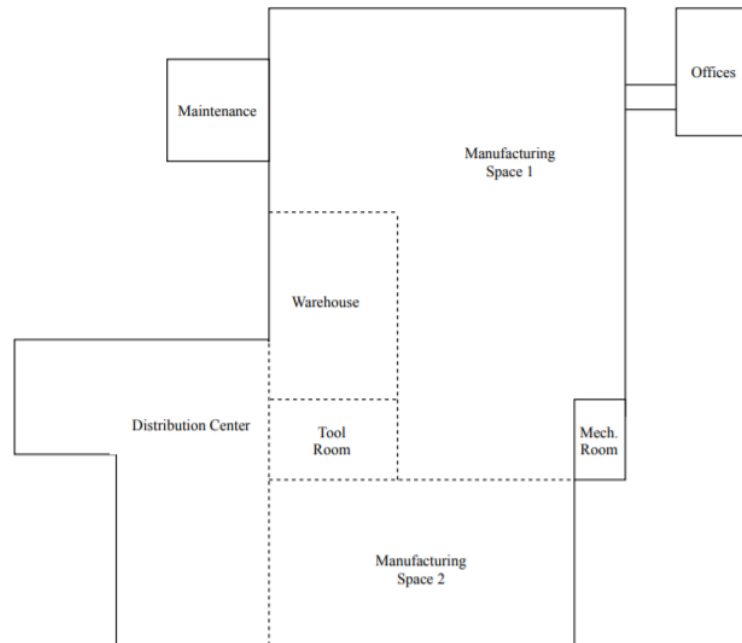 Offices
Maintenance
Manufacturing
Space 1
Warehouse
Distribution Center
Tool
Room
Mech.
Room
Manufacturing
Space 2